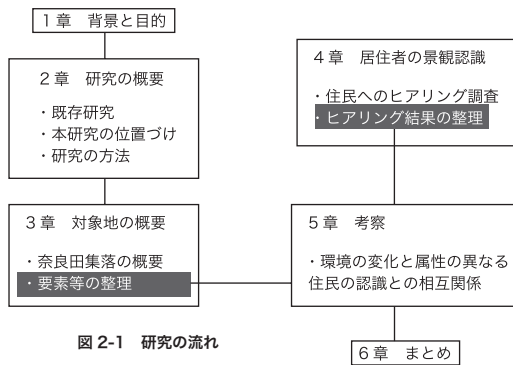 1章　背景と目的
2章　研究の概要
・既存研究
・本研究の位置づけ
・研究の方法
3章　対象地の概要
・奈良田集落の概要
・要素等の整理
4章　居住者の景観認識
・住民へのヒアリング調査
・ヒアリング結果の整理
5章　考察
・環境の変化と属性の異なる
住民の認識との相互関係
6章　まとめ
図 2-1　研究の流れ